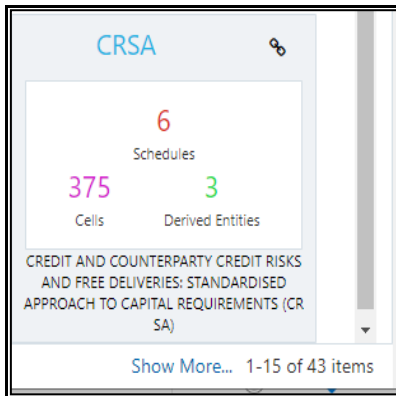 CRSA
6
Schedules
375
3
Cells
Derived Entities
CREDIT AND COUNTERPARTY CREDIT RISKS
AND FREE DELIVERIES: STANDARDISED
APPROACH TO CAPITAL REQUIREMENTS (CR
SA)
Show More... 1-15 of 43 items